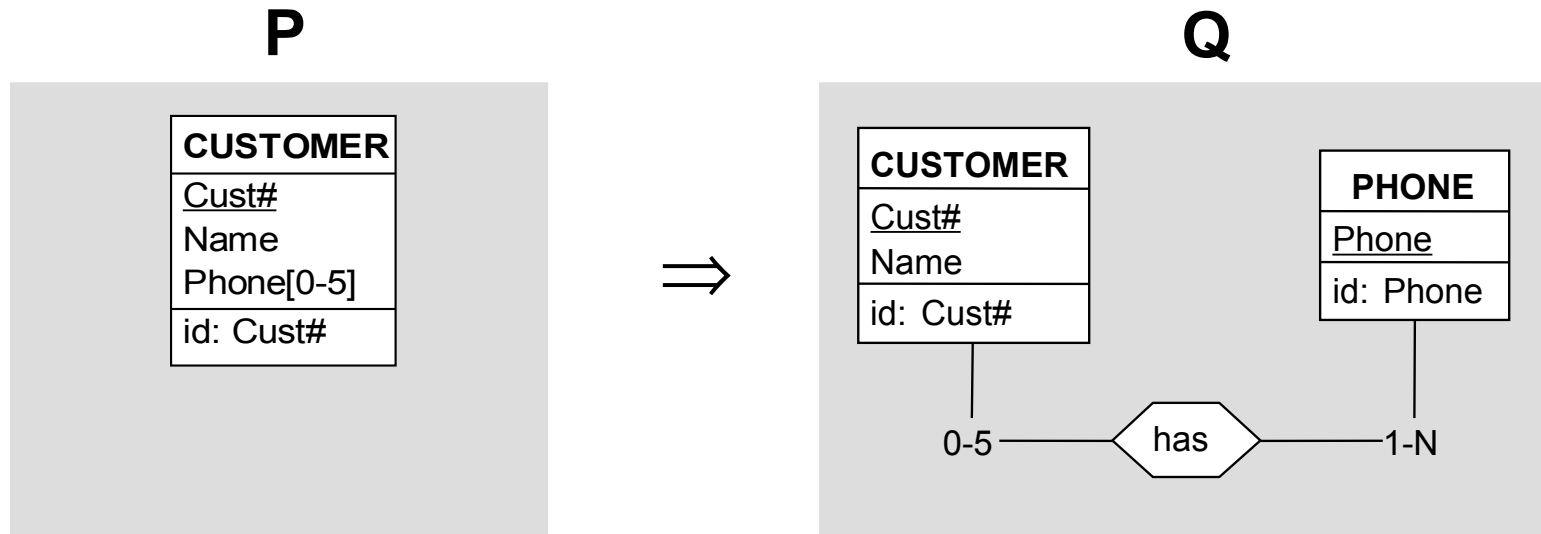 P
CUSTOMER
Cust#
Name
Phone[0-5]
id: Cust#
⇒
Q
CUSTOMER
Cust#
Name
id: Cust#
PHONE
Phone
id: Phone
0-5
has
1-N